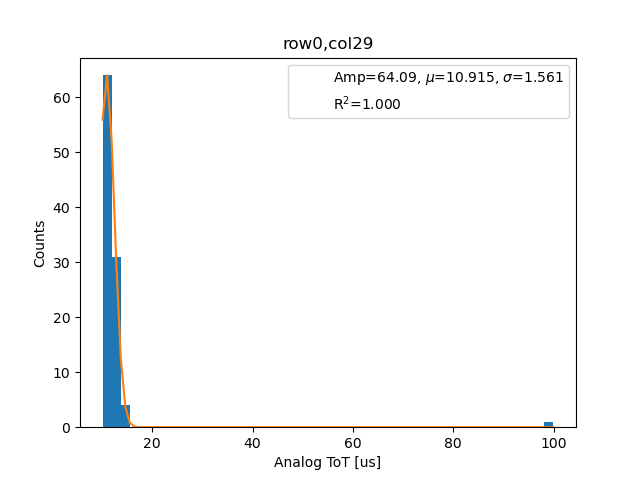 row0,col29
Amp=64.09, μ=10.915, σ=1.561
R²=1.000
Counts
60
50
40
30
20
10
0
20 40 60 80 100
Analog ToT [us]